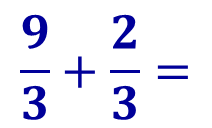 9/3 + 2/3 =